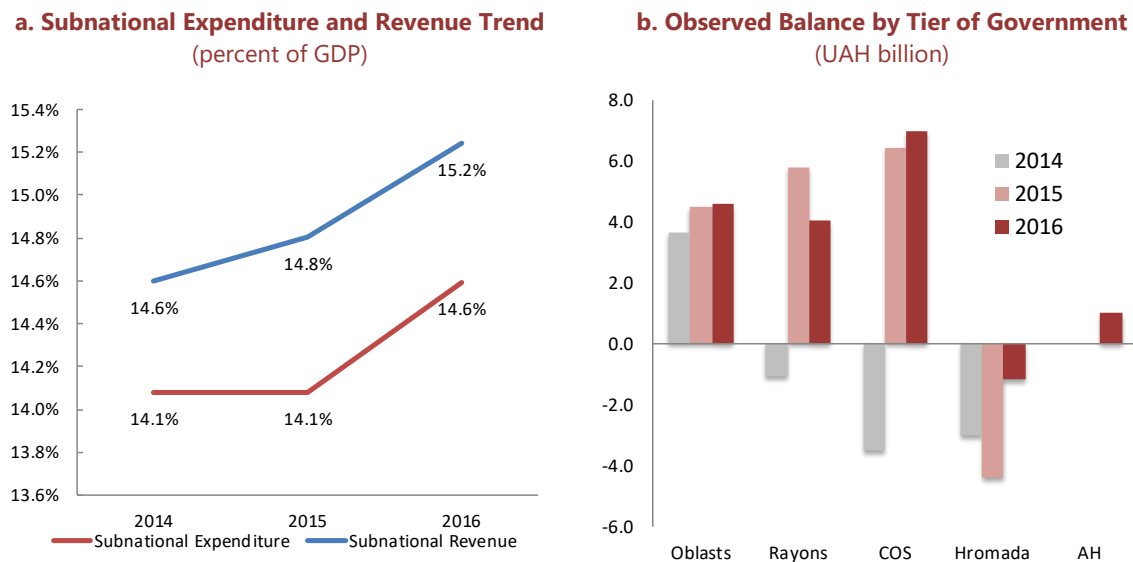 a. Subnational Expenditure and Revenue Trend
(percent of GDP)
15.4%
15.2%
15.0%
14.8%
14.6%
14.4%
14.2%
14.0%
13.8%
13.6%
15.2%
14.8%
14.6%
14.6%
14.1%
14.1%
2014
2015
2016
Subnational Expenditure
Subnational Revenue
b. Observed Balance by Tier of Government
(UAH billion)
8.0
6.0
4.0
2.0
0.0
-2.0
-4.0
-6.0
2014
2015
2016
Oblasts
Rayons
COS
Hromada
AH